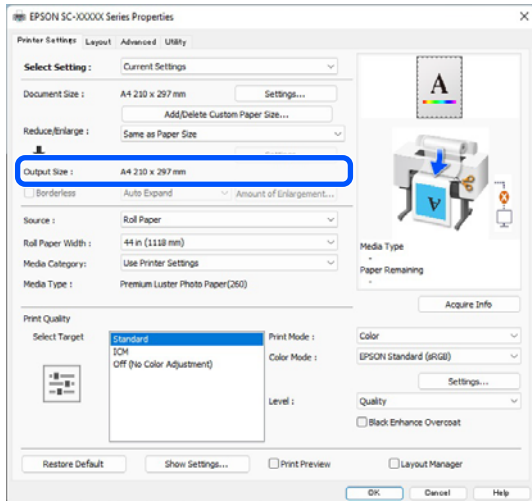 EPSON SC-XXXXX Series Properties
Printer Settings Layout Advanced Utility
Select Setting : Current Settings
Document Size : A4 210 x 297 mm Settings...
Add/Delete Custom Paper Size...
Reduce/Enlarge : Same as Paper Size
Output Size : A4 210 x 297 mm
Borderless Auto Expand Amount of Enlargement...
Source : Roll Paper
Roll Paper Width : 44 in (1118 mm)
Media Category: Use Printer Settings
Media Type : Premium Luster Photo Paper(260)
A
A
Media Type
-
Paper Remaining
-
Acquire Info
Print Quality
Select Target
Standard
ICM
Off (No Color Adjustment)
Print Mode : Color
Color Mode : EPSON Standard (sRGB)
Settings...
Level : Quality
Black Enhance Overcoat
Restore Default Show Settings... Print Preview Layout Manager
OK Cancel Help